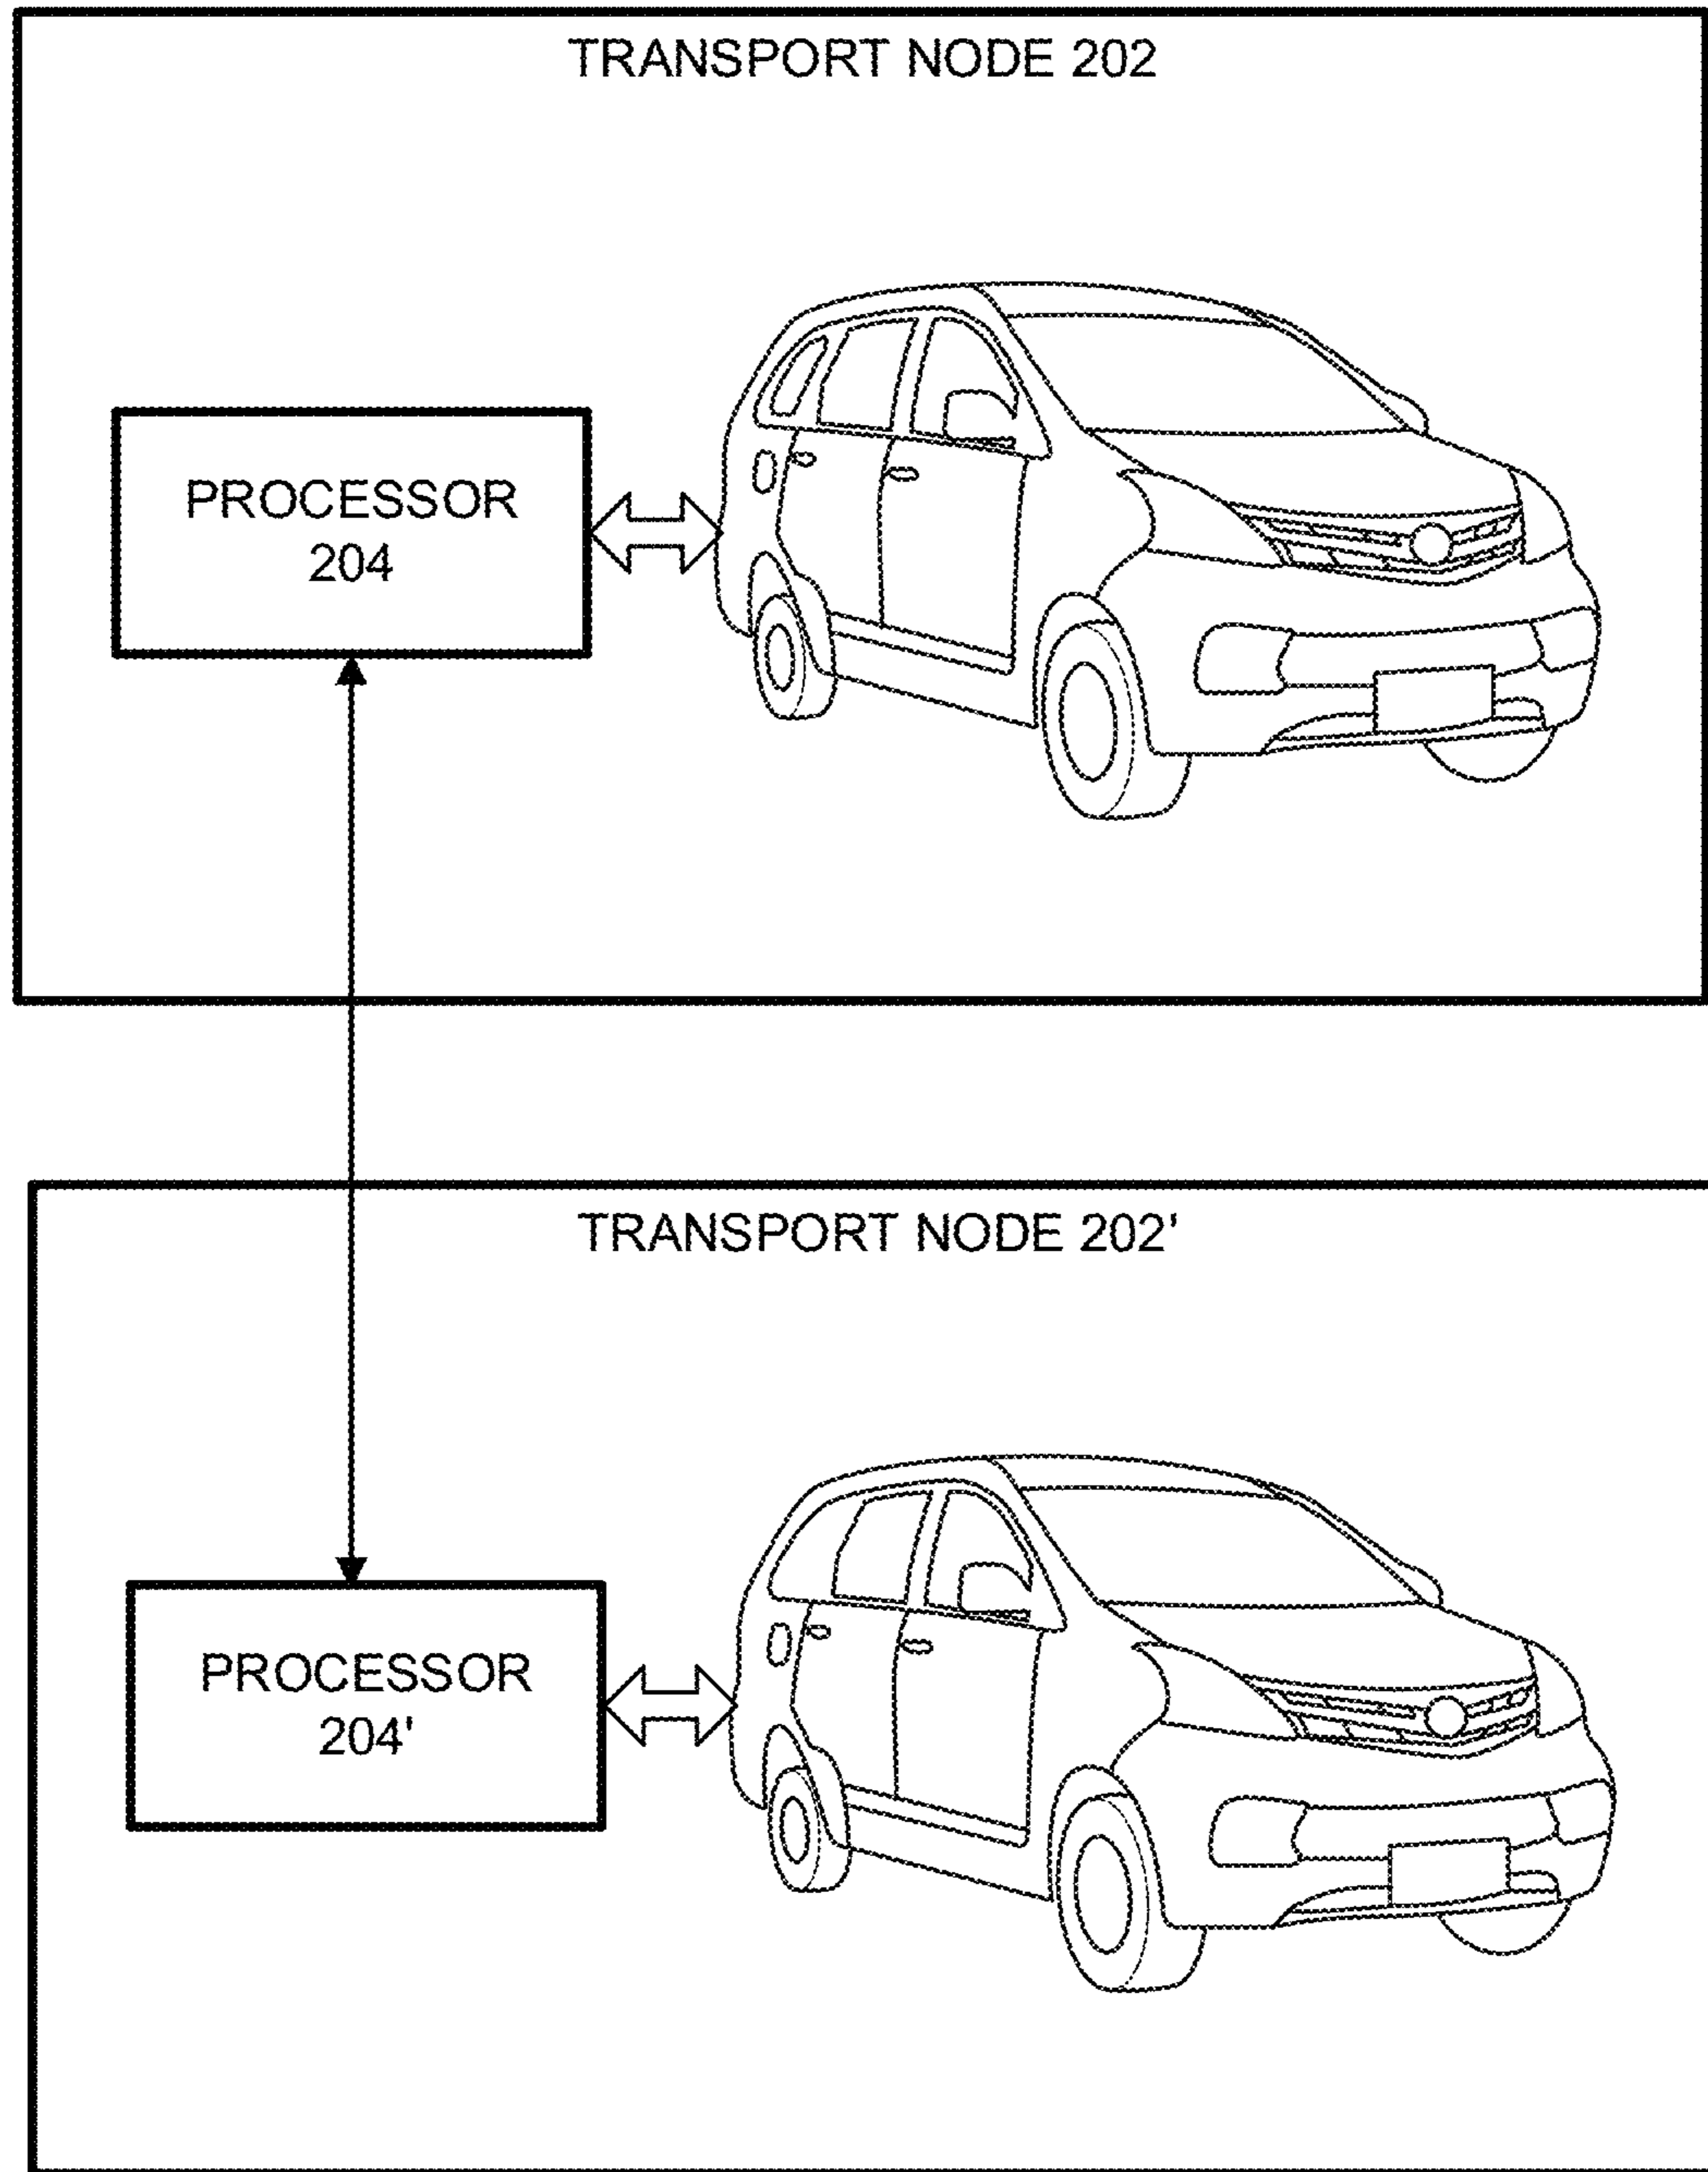 TRANSPORT NODE 202
PROCESSOR
204
TRANSPORT NODE 202'
PROCESSOR
204'